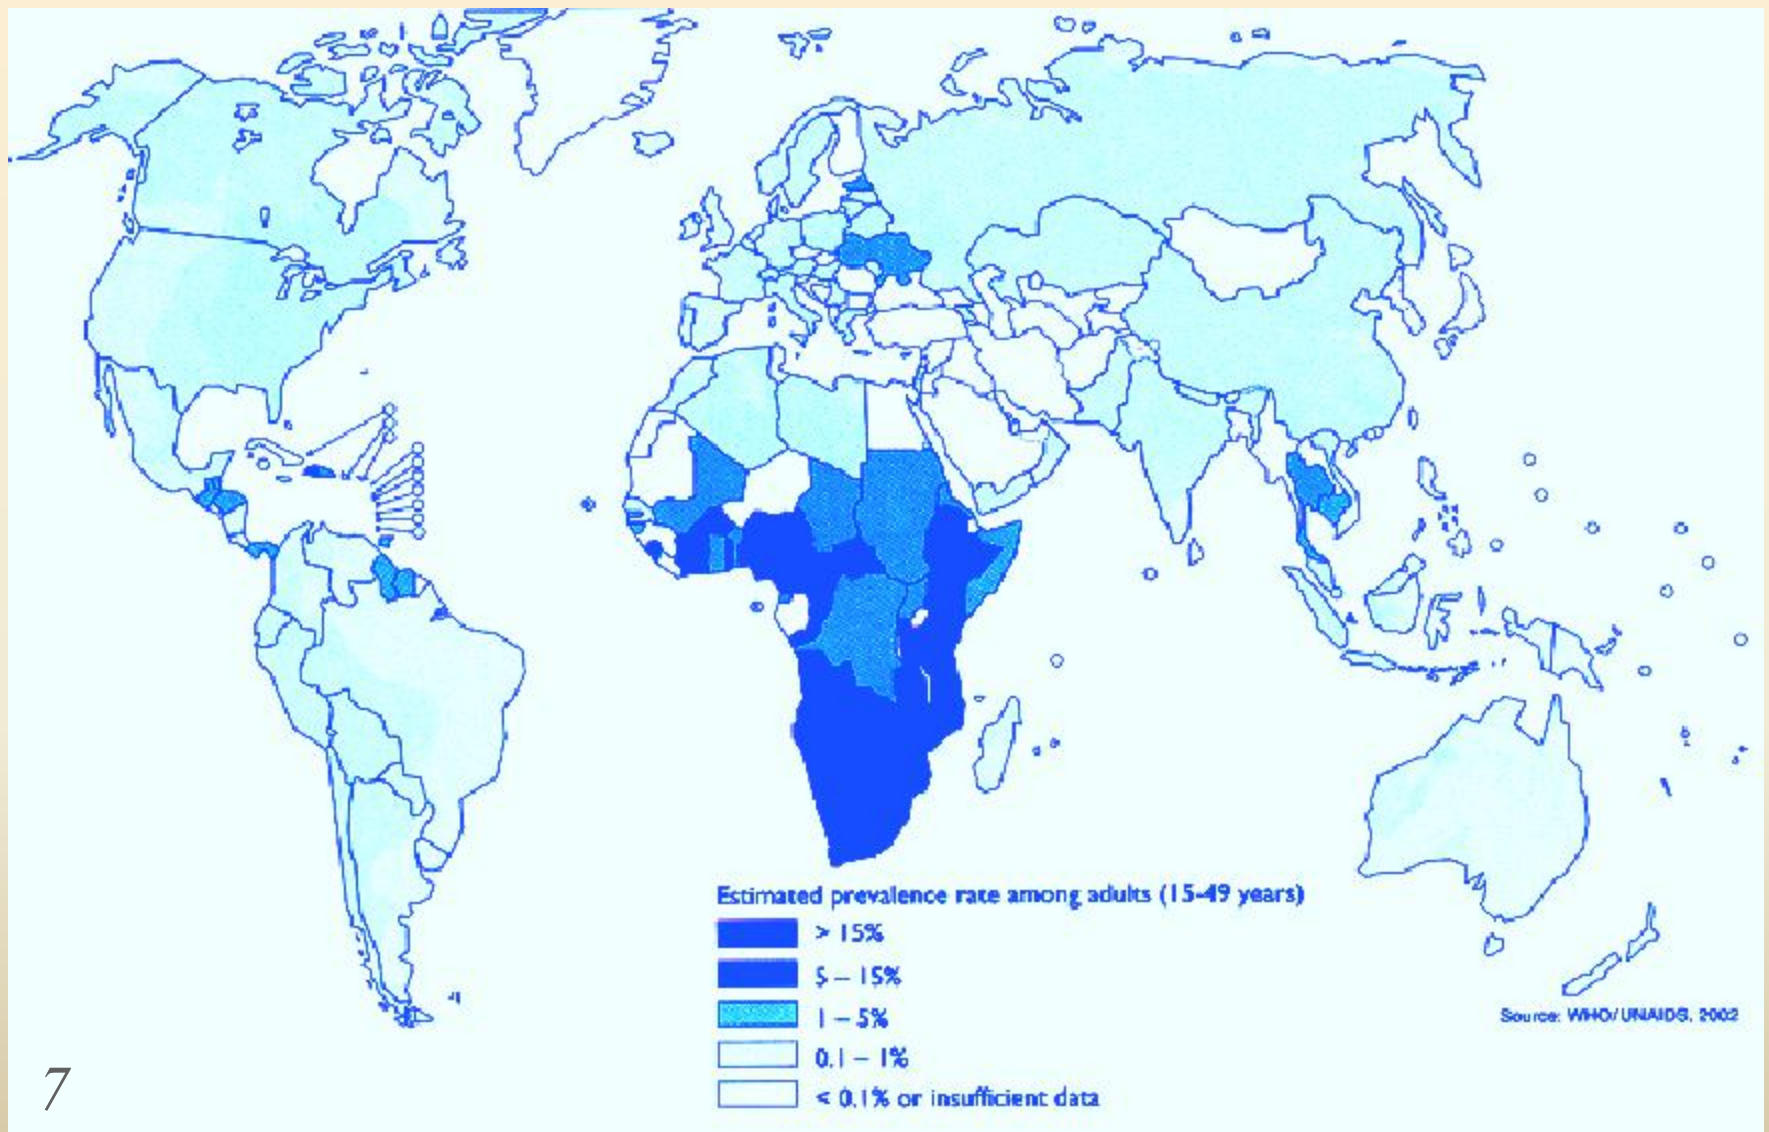 Estimated prevalence rate among adults (15-49 years)
> 15%
5 – 15%
1 – 5%
0.1 – 1%
< 0.1% or insufficient data
Source: WHO/UNAIDS, 2002
7